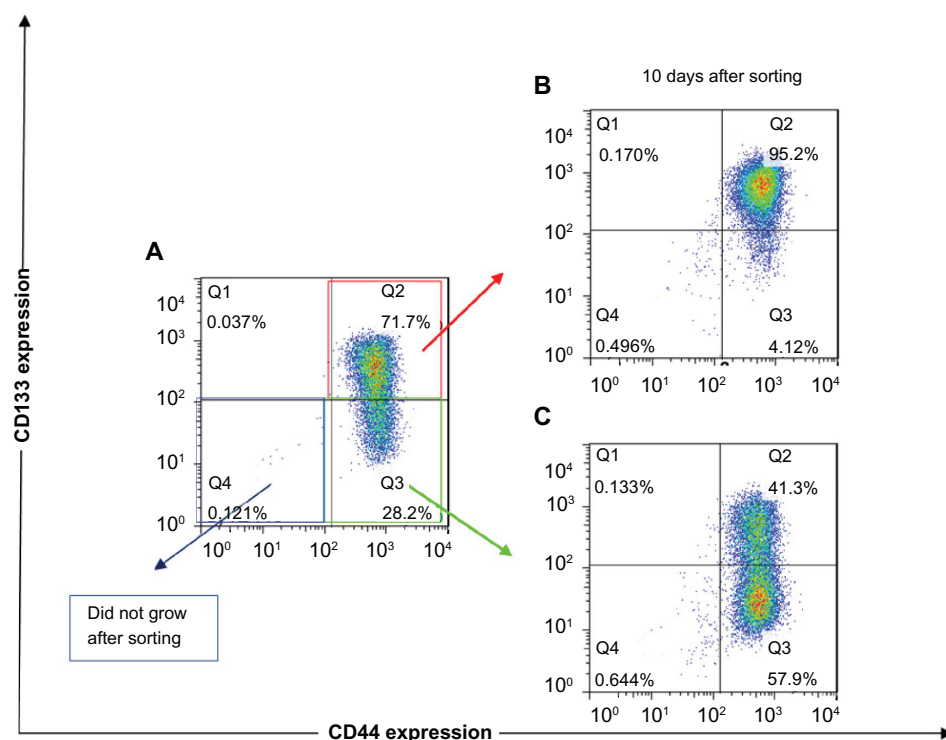 10 days after sorting
B
Q1 Q2
0.170% 95.2%
Q4 Q3
0.496% 4.12%
10⁴
10³
10²
10¹
10⁰
10⁰ 10¹ 10² 10³ 10⁴
A
Q1 Q2
0.037% 71.7%
Q4 Q3
0.121% 28.2%
10⁴
10³
10²
10¹
10⁰
10⁰ 10¹ 10² 10³ 10⁴
Did not grow
after sorting
C
Q1 Q2
0.133% 41.3%
Q4 Q3
0.644% 57.9%
10⁴
10³
10²
10¹
10⁰
10⁰ 10¹ 10² 10³ 10⁴
CD133 expression
CD44 expression